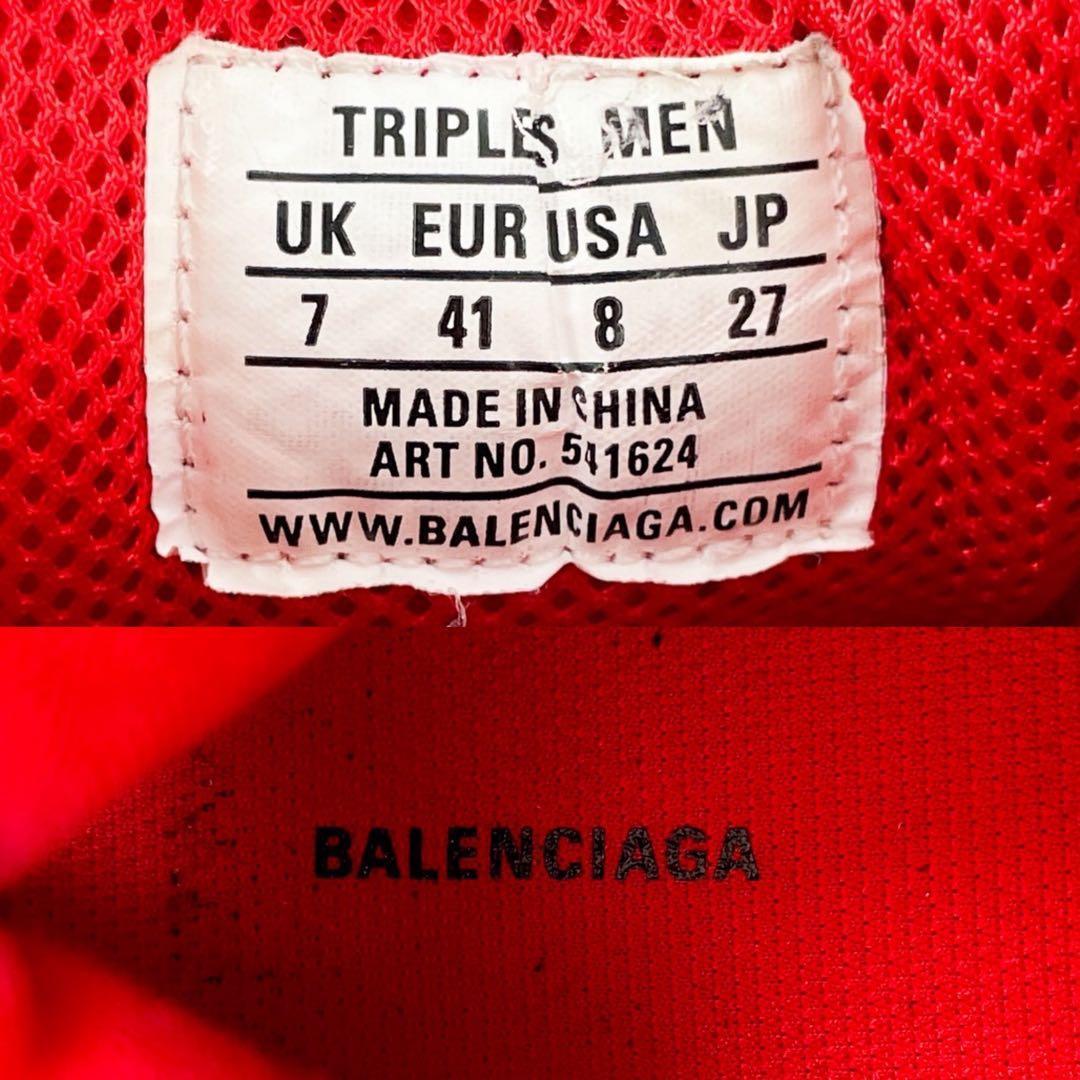 TRIPLES MEN
UK EUR USA JP
7 41 8 27
MADE IN CHINA
ART NO. 541624
WWW.BALENCIAGA.COM
BALENCIAGA